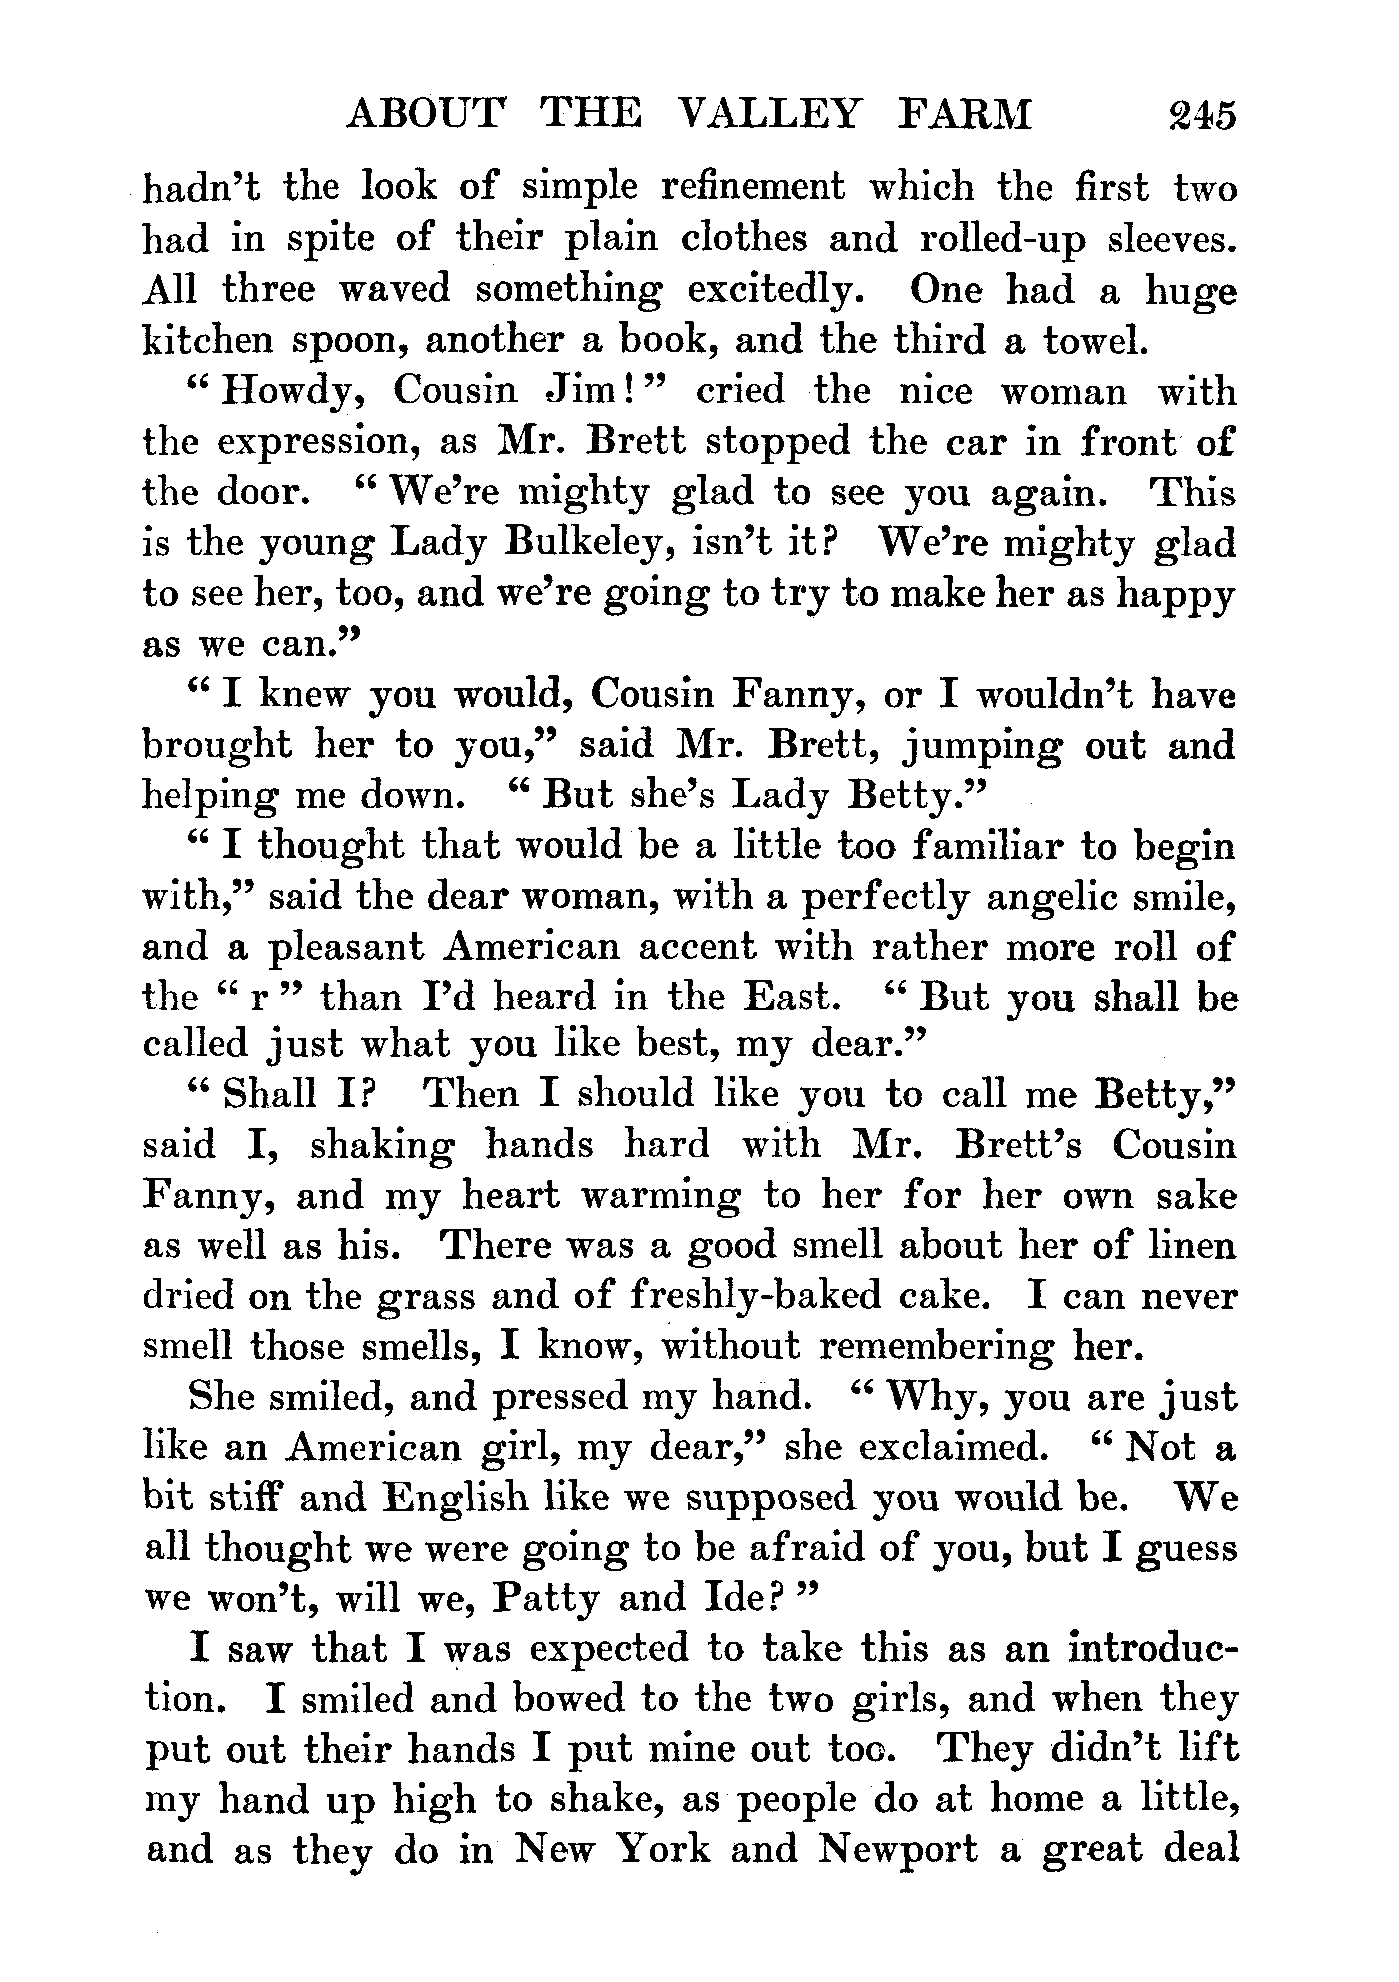 ABOUT THE VALLEY FARM 245
hadn't the look of simple refinement which the first two
had in spite of their plain clothes and rolled-up sleeves.
All three waved something excitedly. One had a huge
kitchen spoon, another a book, and the third a towel.
" Howdy, Cousin Jim! " cried the nice woman with
the expression, as Mr. Brett stopped the car in front of
the door. " We're mighty glad to see you again. This
is the young Lady Bulkeley, isn't it? We're mighty glad
to see her, too, and we're going to try to make her as happy
as we can."
" I knew you would, Cousin Fanny, or I wouldn't have
brought her to you," said Mr. Brett, jumping out and
helping me down. " But she's Lady Betty."
" I thought that would be a little too familiar to begin
with," said the dear woman, with a perfectly angelic smile,
and a pleasant American accent with rather more roll of
the " r " than I'd heard in the East. " But you shall be
called just what you like best, my dear."
" Shall I? Then I should like you to call me Betty,"
said I, shaking hands hard with Mr. Brett's Cousin
Fanny, and my heart warming to her for her own sake
as well as his. There was a good smell about her of linen
dried on the grass and of freshly-baked cake. I can never
smell those smells, I know, without remembering her.
She smiled, and pressed my hand. " Why, you are just
like an American girl, my dear," she exclaimed. " Not a
bit stiff and English like we supposed you would be. We
all thought we were going to be afraid of you, but I guess
we won't, will we, Patty and Ide? "
I saw that I was expected to take this as an introduc-
tion. I smiled and bowed to the two girls, and when they
put out their hands I put mine out too. They didn't lift
my hand up high to shake, as people do at home a little,
and as they do in New York and Newport a great deal